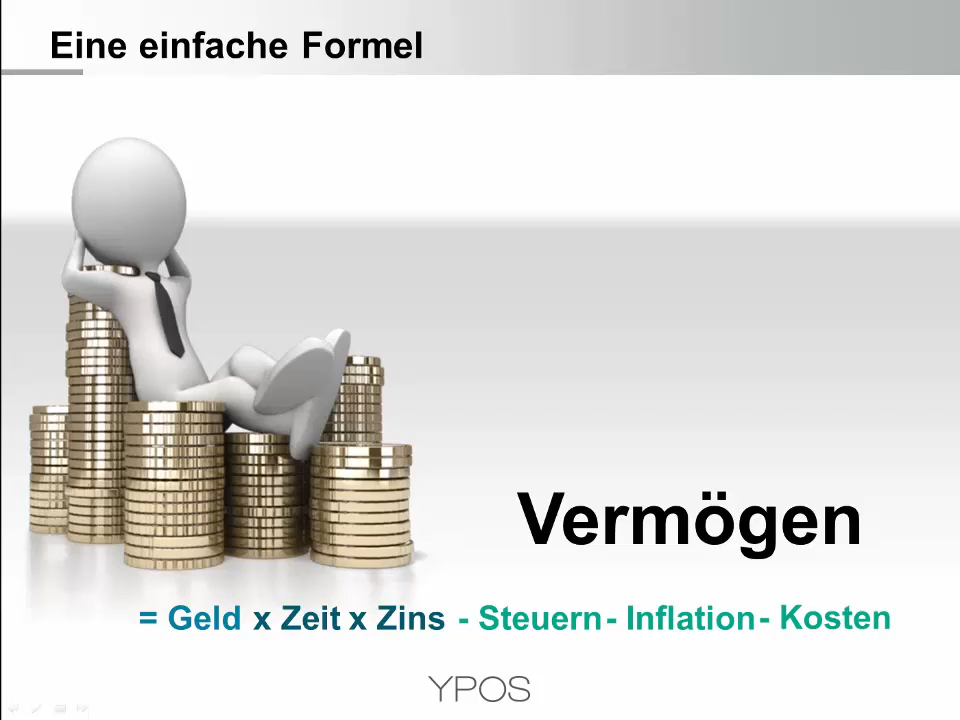 Eine einfache Formel
Vermögen
= Geld x Zeit x Zins - Steuern - Inflation - Kosten
YPOS